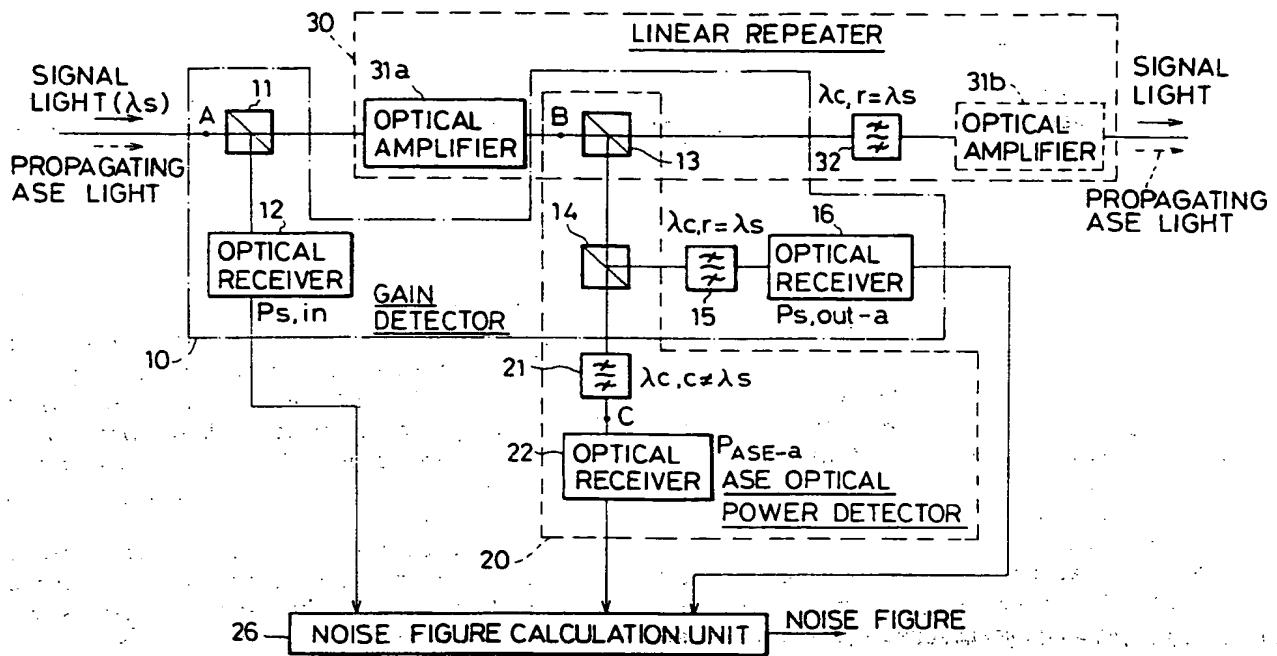 30
LINEAR REPEATER
SIGNAL
LIGHT (λs)
A
11
31a
OPTICAL
AMPLIFIER
B
13
λc,r=λs
32
31b
OPTICAL
AMPLIFIER
SIGNAL
LIGHT
PROPAGATING
ASE LIGHT
PROPAGATING
ASE LIGHT
12
OPTICAL
RECEIVER
Ps,in
GAIN
DETECTOR
10
14
λc,r=λs
15
16
OPTICAL
RECEIVER
Ps,out-a
21
λc,c≠λs
C
22
OPTICAL
RECEIVER
PASE-a
ASE OPTICAL
POWER DETECTOR
20
26
NOISE FIGURE CALCULATION UNIT
NOISE FIGURE